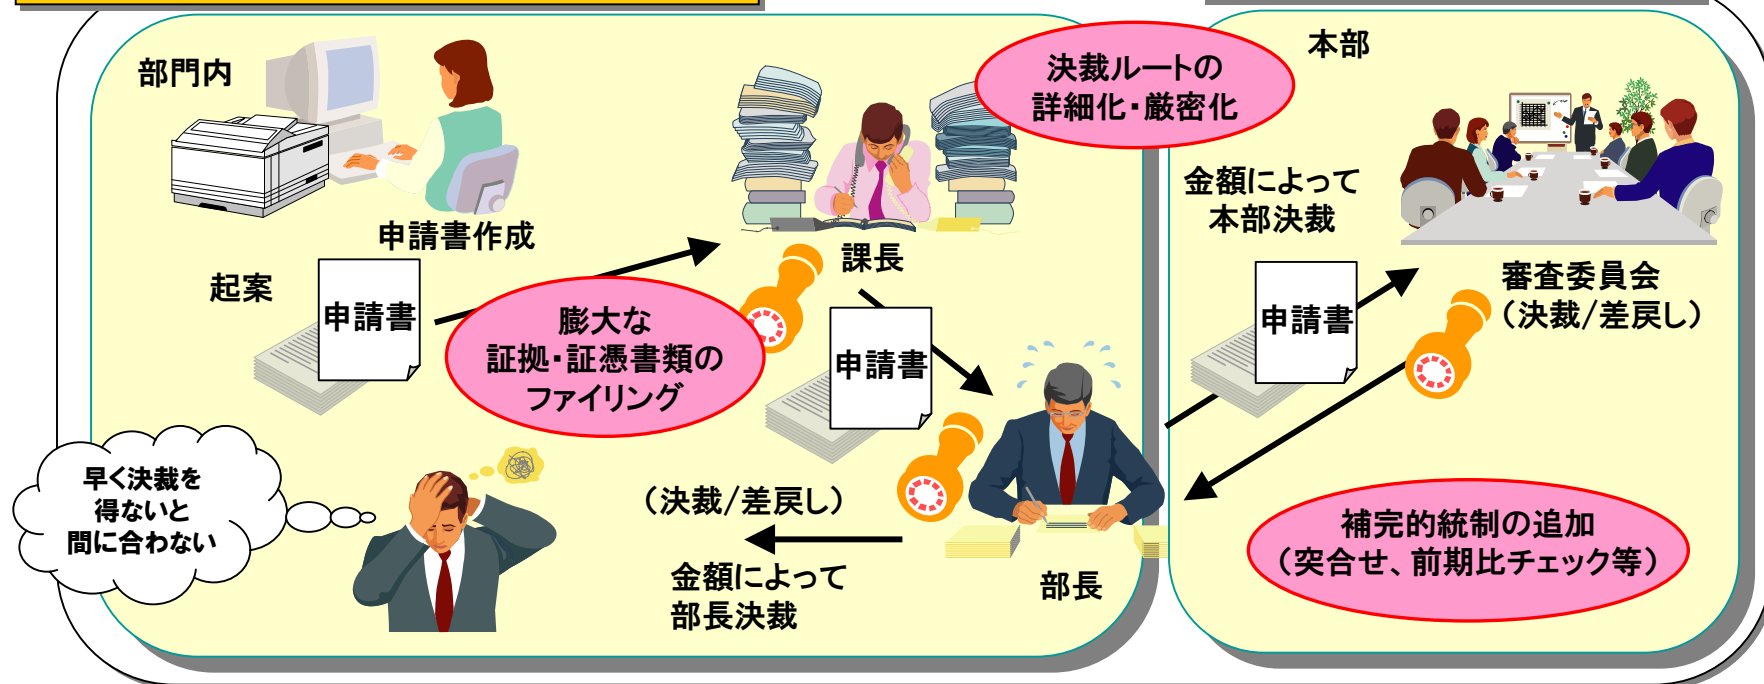 部門内
申請書作成
起案
申請書
膨大な
証拠・証憑書類の
ファイリング
課長
決裁ルートの
詳細化・厳密化
申請書
早く決裁を
得ないと
間に合わない
（決裁/差戻し）
金額によって
部長決裁
部長
本部
金額によって
本部決裁
申請書
審査委員会
（決裁/差戻し）
補完的統制の追加
（突合せ、前期比チェック等）